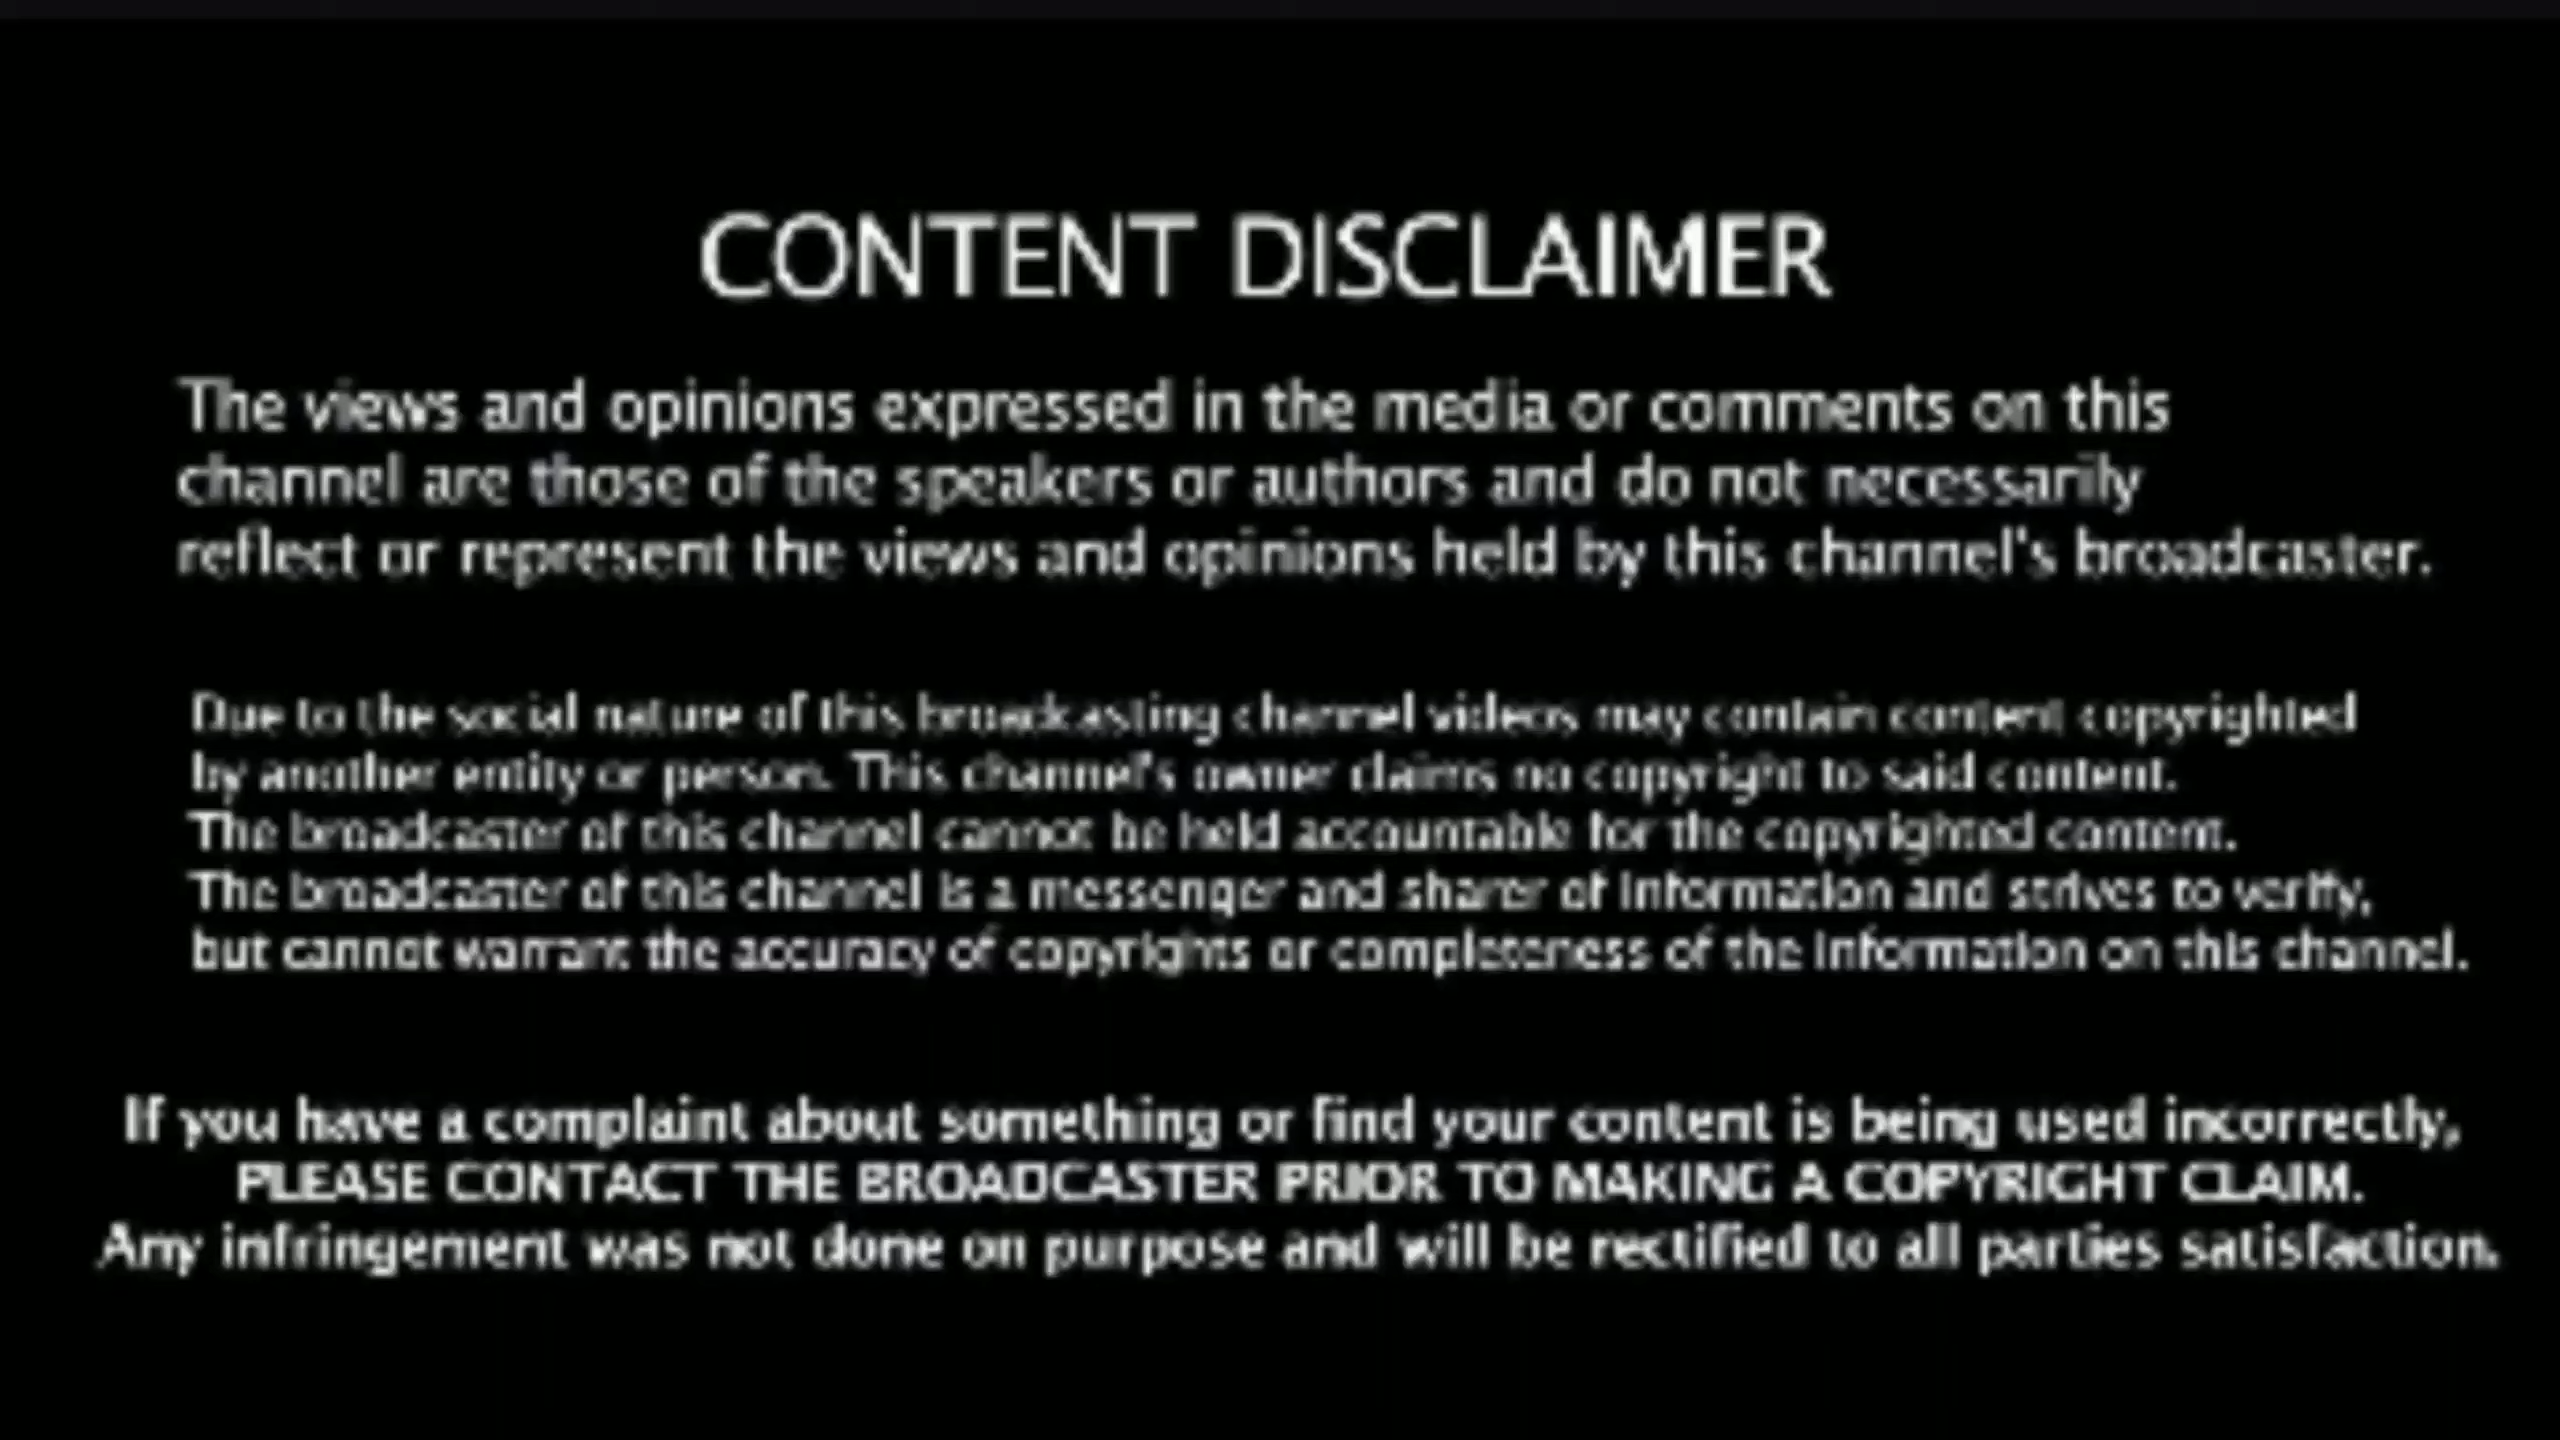 CONTENT DISCLAIMER
The views and opinions expressed in the media or comments on this
channel are those of the speakers or authors and do not necessarily
reflect or represent the views and opinions held by this channel's broadcaster.
Due to the social nature of this broadcasting channel videos may contain content copyrighted
by another entity or person. This channel's owner claims no copyright to said content.
The broadcaster of this channel cannot be held accountable for the copyrighted content.
The broadcaster of this channel is a messenger and sharer of information and strives to verify,
but cannot warrant the accuracy of copyrights or completeness of the information on this channel.
If you have a complaint about something or find your content is being used incorrectly,
PLEASE CONTACT THE BROADCASTER PRIOR TO MAKING A COPYRIGHT CLAIM.
Any infringement was not done on purpose and will be rectified to all parties satisfaction.